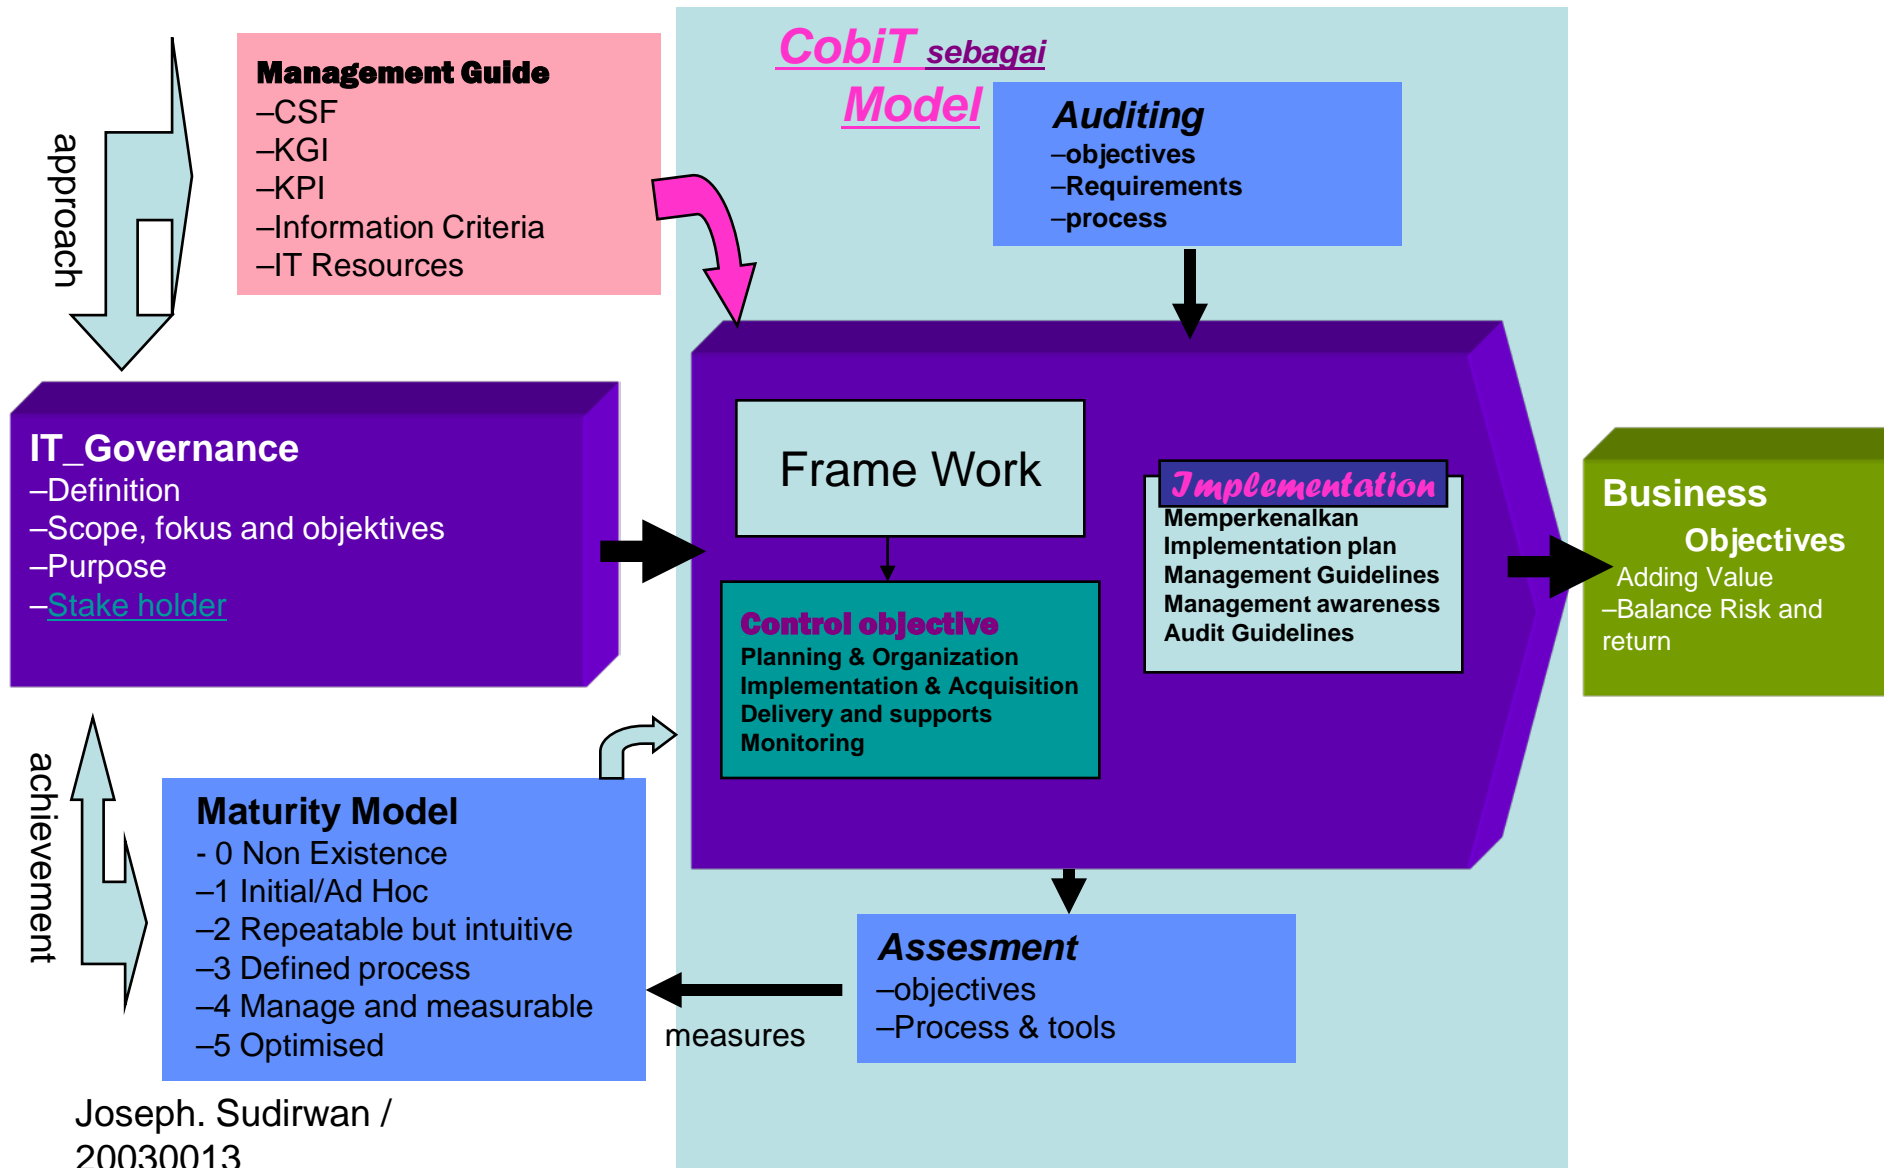 CobiT sebagai
Model
approach
Management Guide
–CSF
–KGI
–KPI
–Information Criteria
–IT Resources
Auditing
–objectives
–Requirements
–process
IT_Governance
–Definition
–Scope, fokus and objektives
–Purpose
–Stake holder
Frame Work
Control objective
Planning & Organization
Implementation & Acquisition
Delivery and supports
Monitoring
Implementation
Memperkenalkan
Implementation plan
Management Guidelines
Management awareness
Audit Guidelines
Business
Objectives
Adding Value
–Balance Risk and
return
achievement
Maturity Model
- 0 Non Existence
–1 Initial/Ad Hoc
–2 Repeatable but intuitive
–3 Defined process
–4 Manage and measurable
–5 Optimised
measures
Assesment
–objectives
–Process & tools
Joseph. Sudirwan /
20030013